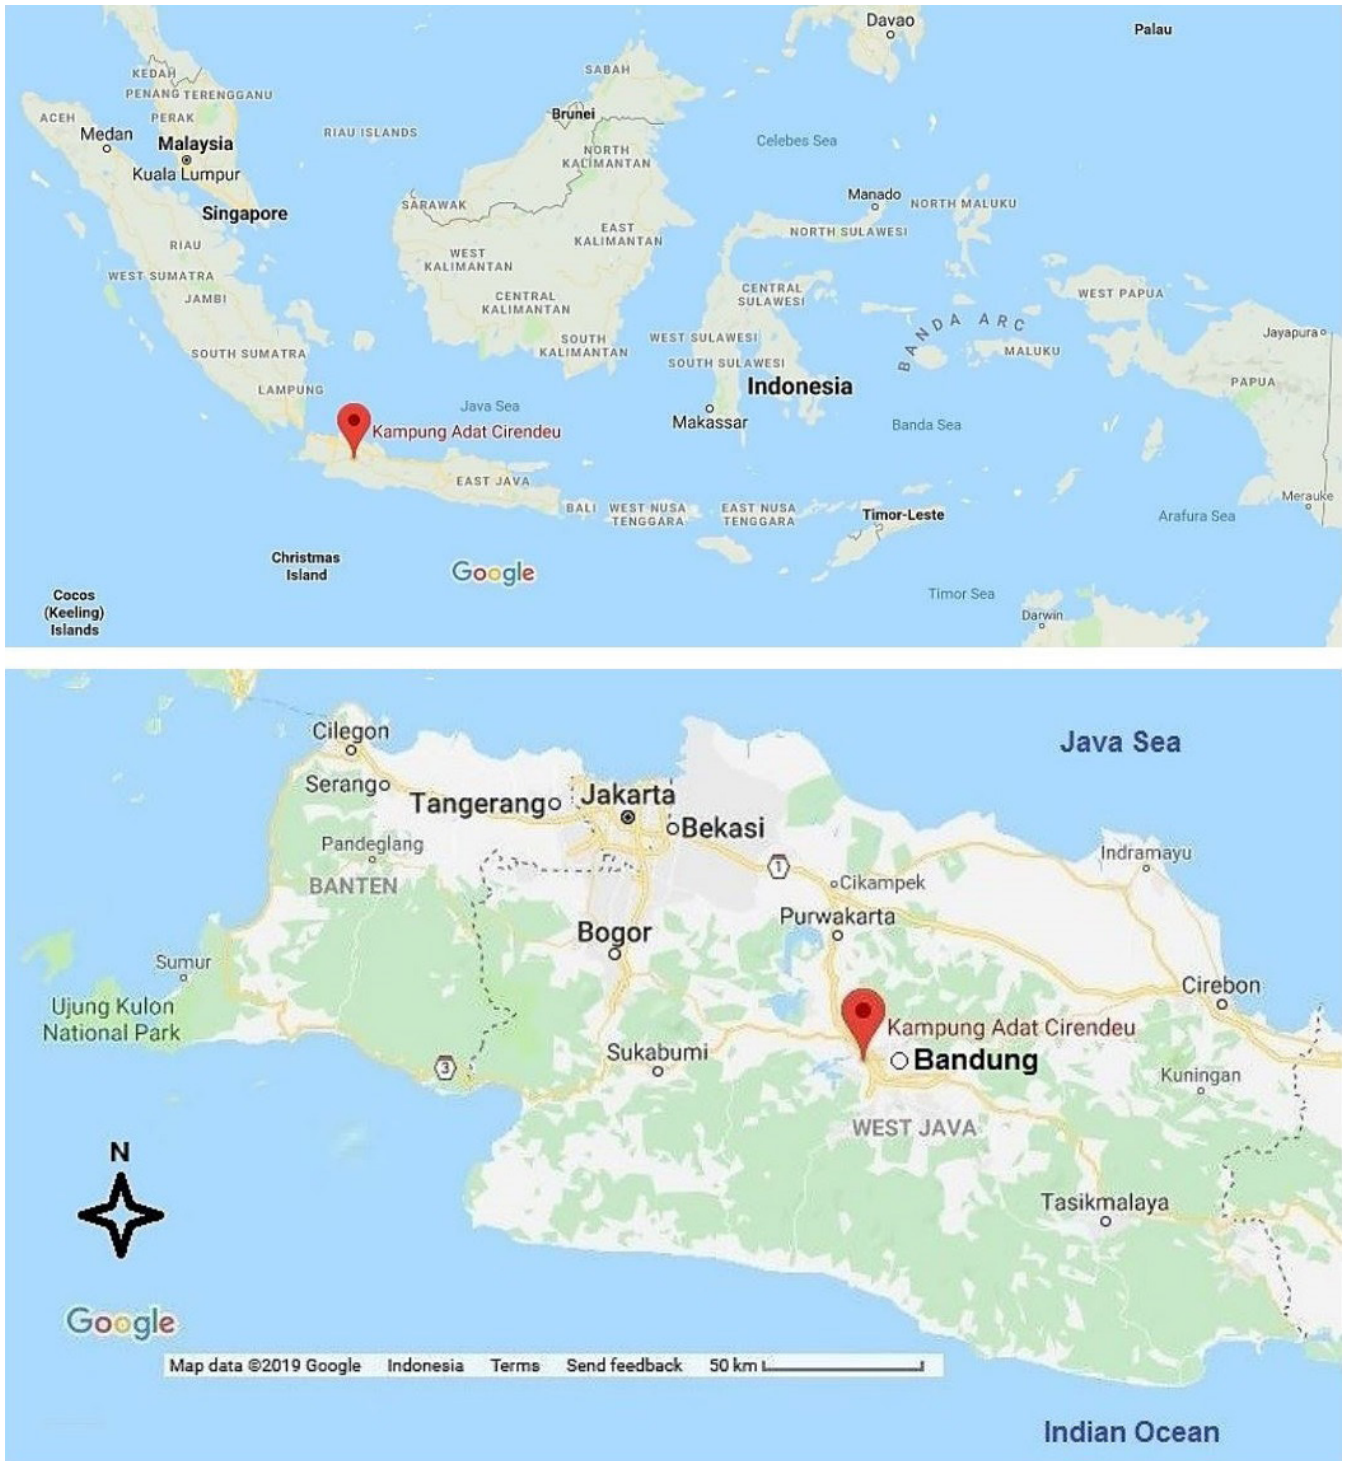 Davao
Palau
KEDAH
SABAH
PENANG TERENGGANU
ACEH
PERAK
Brunei
Medan
Malaysia
RIAU ISLANDS
Celebes Sea
NORTH
KALIMANTAN
Kuala Lumpur
SARAWAK
Manado
NORTH MALUKU
Singapore
EAST
KALIMANTAN
NORTH SULAWESI
RIAU
WEST
KALIMANTAN
WEST SUMATRA
JAMBI
CENTRAL
KALIMANTAN
CENTRAL
SULAWESI
WEST PAPUA
BANDA ARC
Jayapura
SOUTH
KALIMANTAN
WEST SULAWESI
MALUKU
SOUTH SUMATRA
SOUTH SULAWESI
LAMPUNG
Indonesia
PAPUA
Java Sea
Makassar
Banda Sea
Kampung Adat Cirendeu
EAST JAVA
Merauke
BALI
WEST NUSA
TENGGARA
EAST NUSA
TENGGARA
Timor-Leste
Arafura Sea
Christmas
Island
Google
Cocos
(Keeling)
Islands
Timor Sea
Darwin
Cilegon
Java Sea
Serang
Tangerang
Jakarta
Bekasi
Pandeglang
Indramayu
1
BANTEN
Cikampek
Purwakarta
Bogor
Sumur
Cirebon
Ujung Kulon
National Park
Kampung Adat Cirendeu
Sukabumi
Bandung
3
Kuningan
WEST JAVA
N
Tasikmalaya
Google
Map data ©2019 Google Indonesia Terms Send feedback 50 km
Indian Ocean